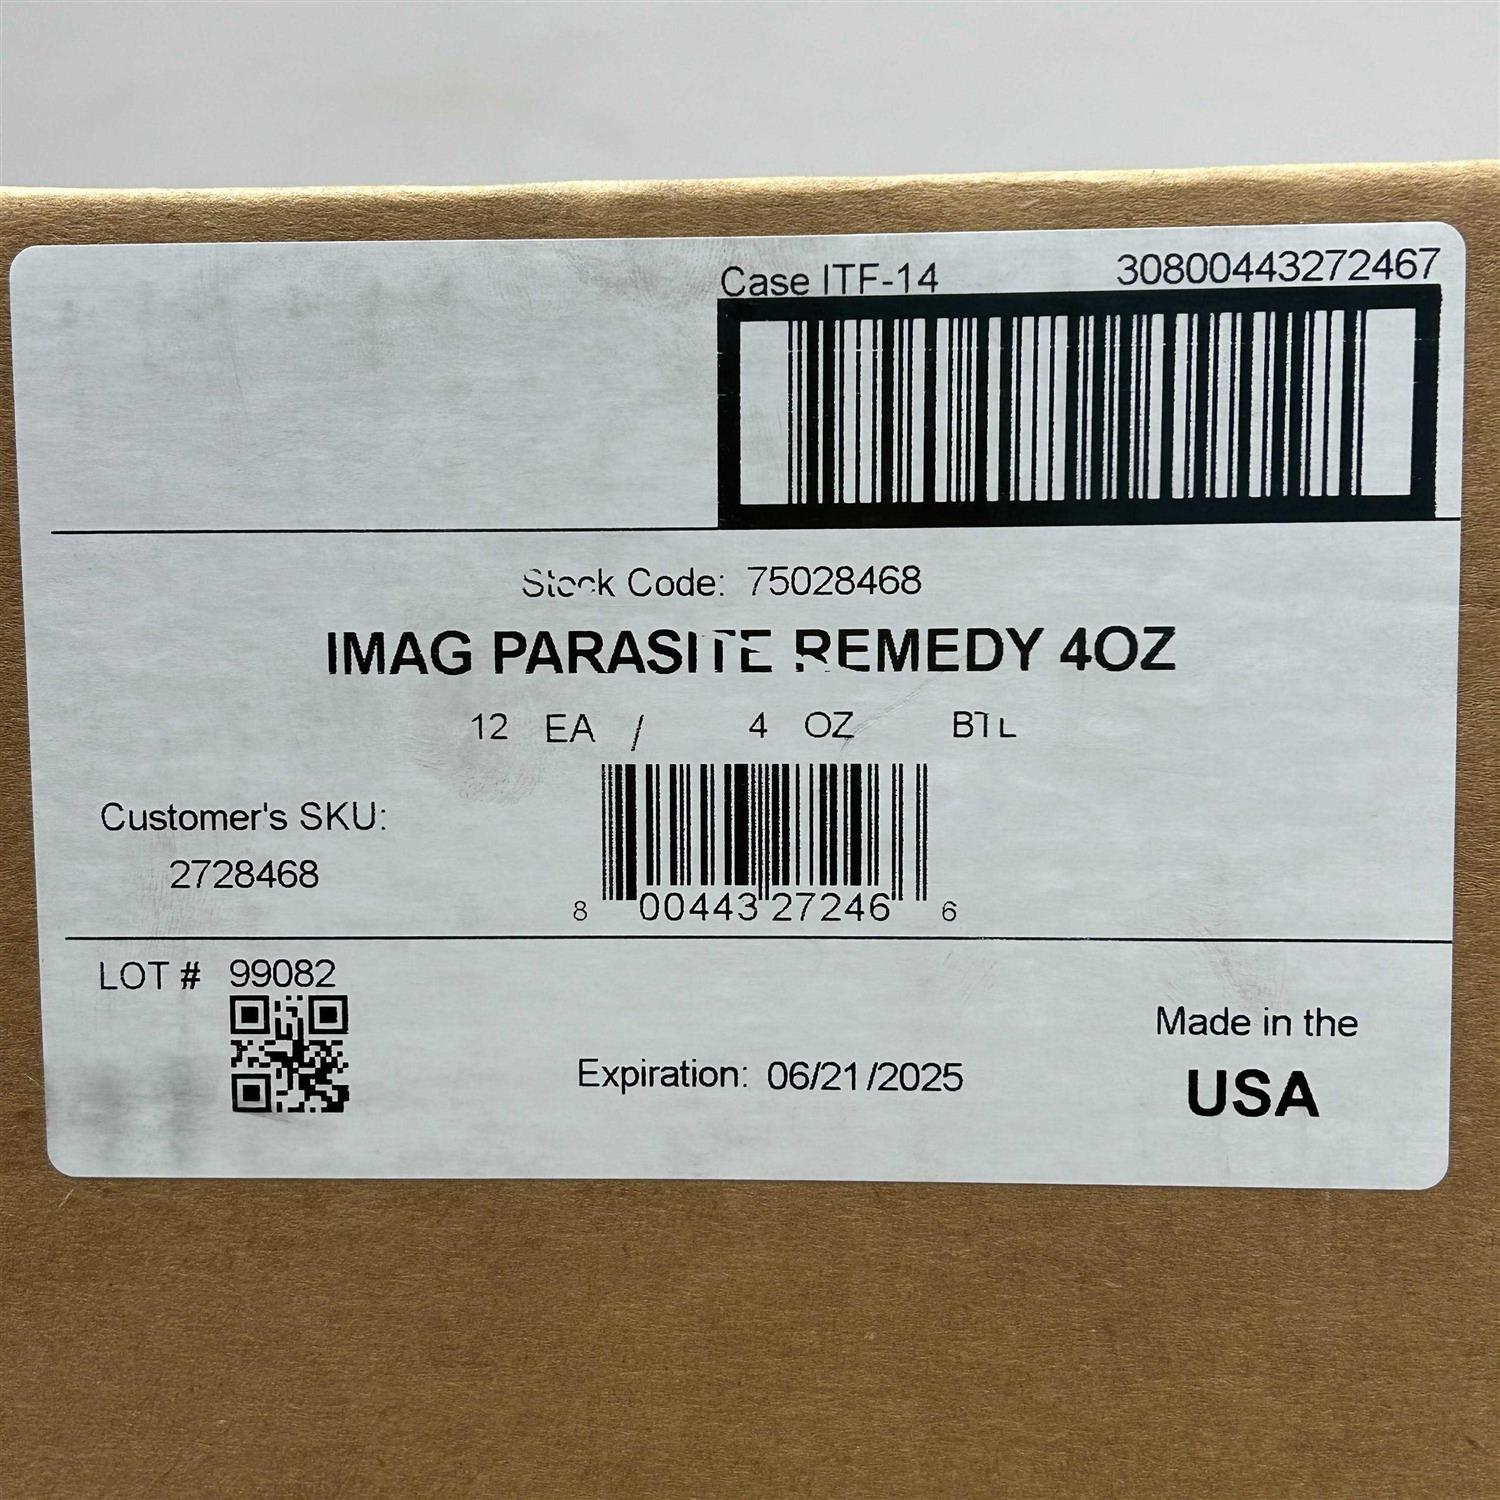 Case ITF-14 30800443272467
Stock Code: 75028468
IMAG PARASITE REMEDY 4OZ
12 EA / 4 OZ BTL
Customer's SKU:
2728468
8 00443 27246 6
LOT # 99082
Expiration: 06/21/2025
Made in the
USA